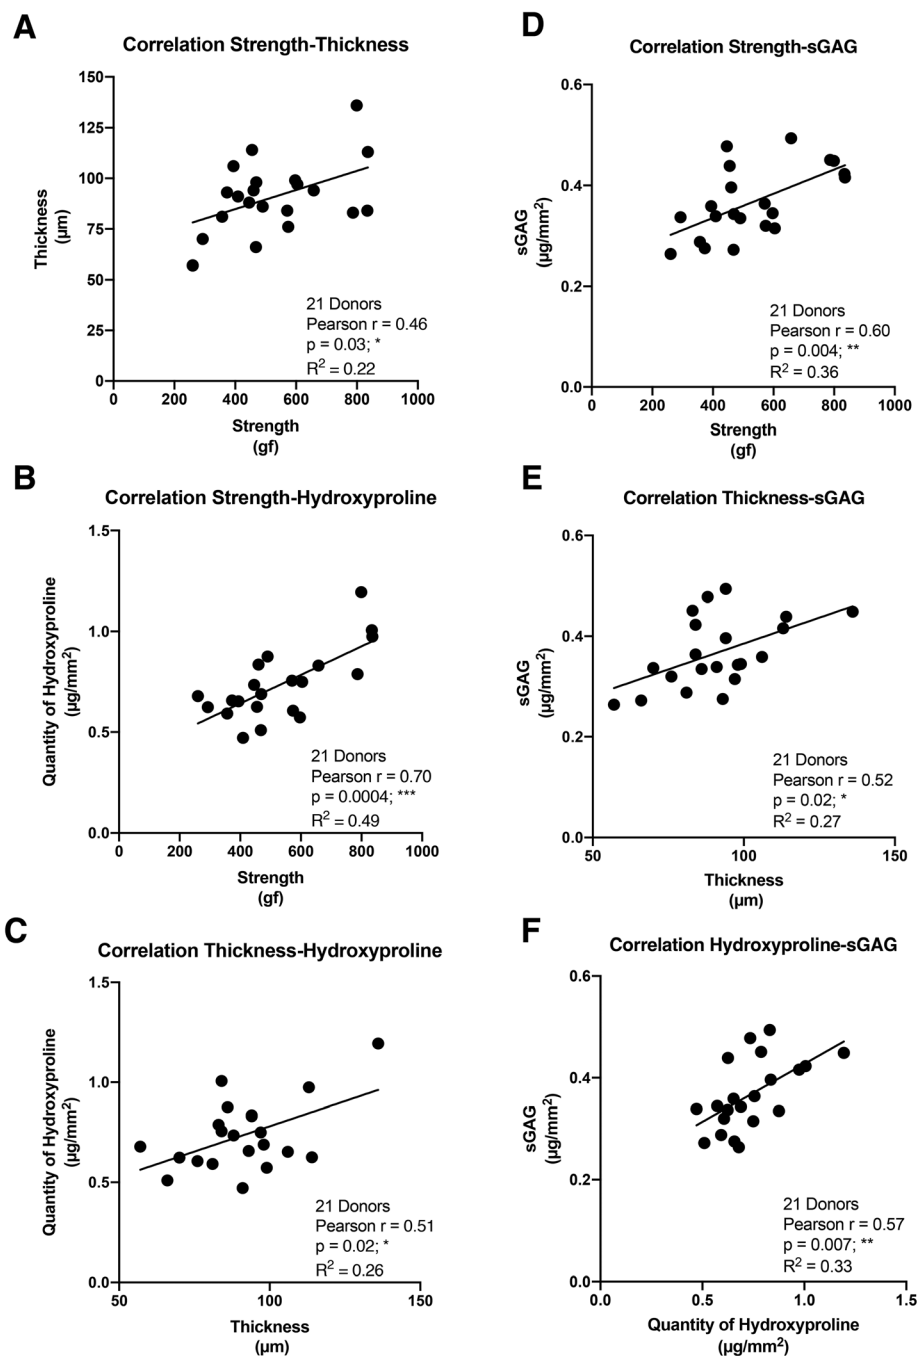 A
Correlation Strength-Thickness
150
125
100
75
50
25
0
Thickness
(µm)
21 Donors
Pearson r = 0.46
p = 0.03; *
R² = 0.22
0 200 400 600 800 1000
Strength
(gf)
B
Correlation Strength-Hydroxyproline
1.5
1.0
0.5
0.0
Quantity of Hydroxyproline
(µg/mm²)
21 Donors
Pearson r = 0.70
p = 0.0004; ***
R² = 0.49
0 200 400 600 800 1000
Strength
(gf)
C
Correlation Thickness-Hydroxyproline
1.5
1.0
0.5
0.0
Quantity of Hydroxyproline
(µg/mm²)
21 Donors
Pearson r = 0.51
p = 0.02; *
R² = 0.26
50 100 150
Thickness
(µm)
D
Correlation Strength-sGAG
0.6
0.4
0.2
0.0
sGAG
(µg/mm²)
21 Donors
Pearson r = 0.60
p = 0.004; **
R² = 0.36
0 200 400 600 800 1000
Strength
(gf)
E
Correlation Thickness-sGAG
0.6
0.4
0.2
0.0
sGAG
(µg/mm²)
21 Donors
Pearson r = 0.52
p = 0.02; *
R² = 0.27
50 100 150
Thickness
(µm)
F
Correlation Hydroxyproline-sGAG
0.6
0.4
0.2
0.0
sGAG
(µg/mm²)
21 Donors
Pearson r = 0.57
p = 0.007; **
R² = 0.33
0.0 0.5 1.0 1.5
Quantity of Hydroxyproline
(µg/mm²)